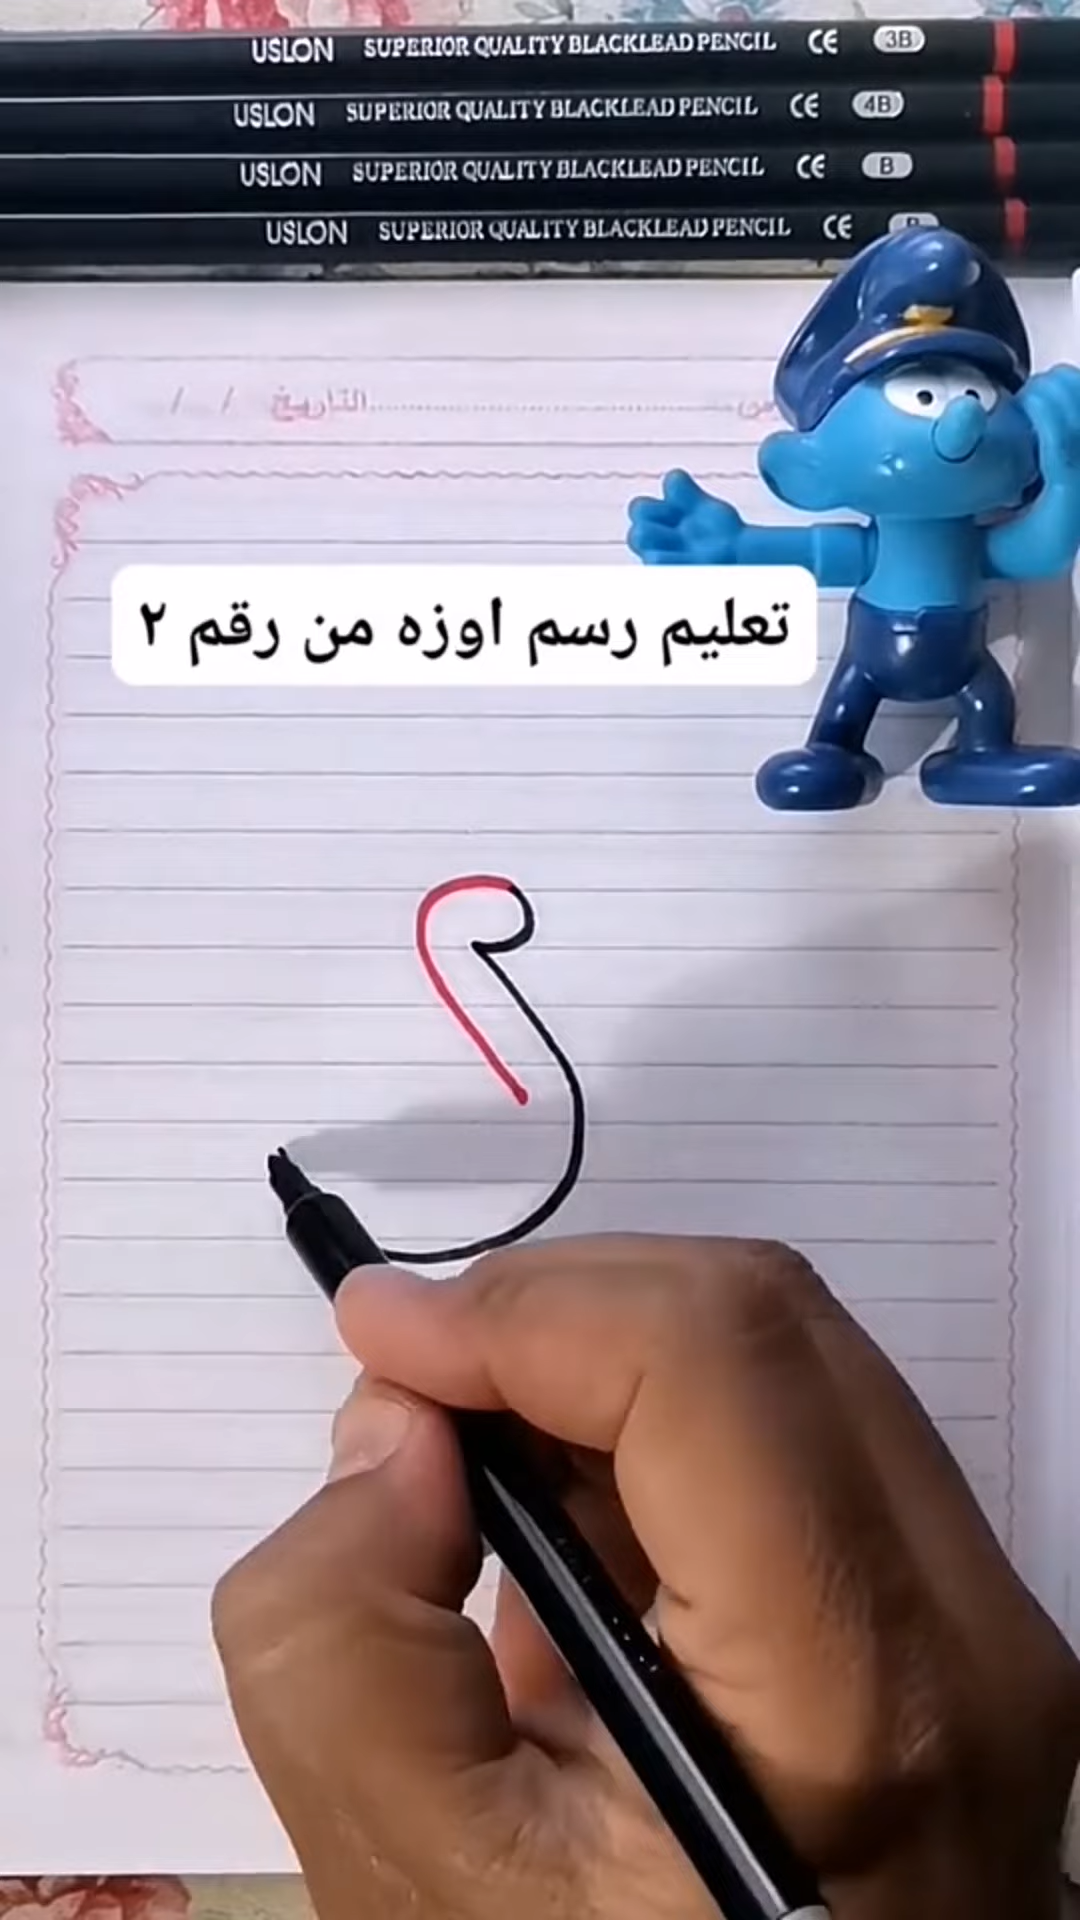 USLON SUPERIOR QUALITY BLACKLEAD PENCIL CE 3B
USLON SUPERIOR QUALITY BLACKLEAD PENCIL CE 4B
USLON SUPERIOR QUALITY BLACKLEAD PENCIL CE B
USLON SUPERIOR QUALITY BLACKLEAD PENCIL CE
التاريخ / /
تعليم رسم اوزه من رقم ٢